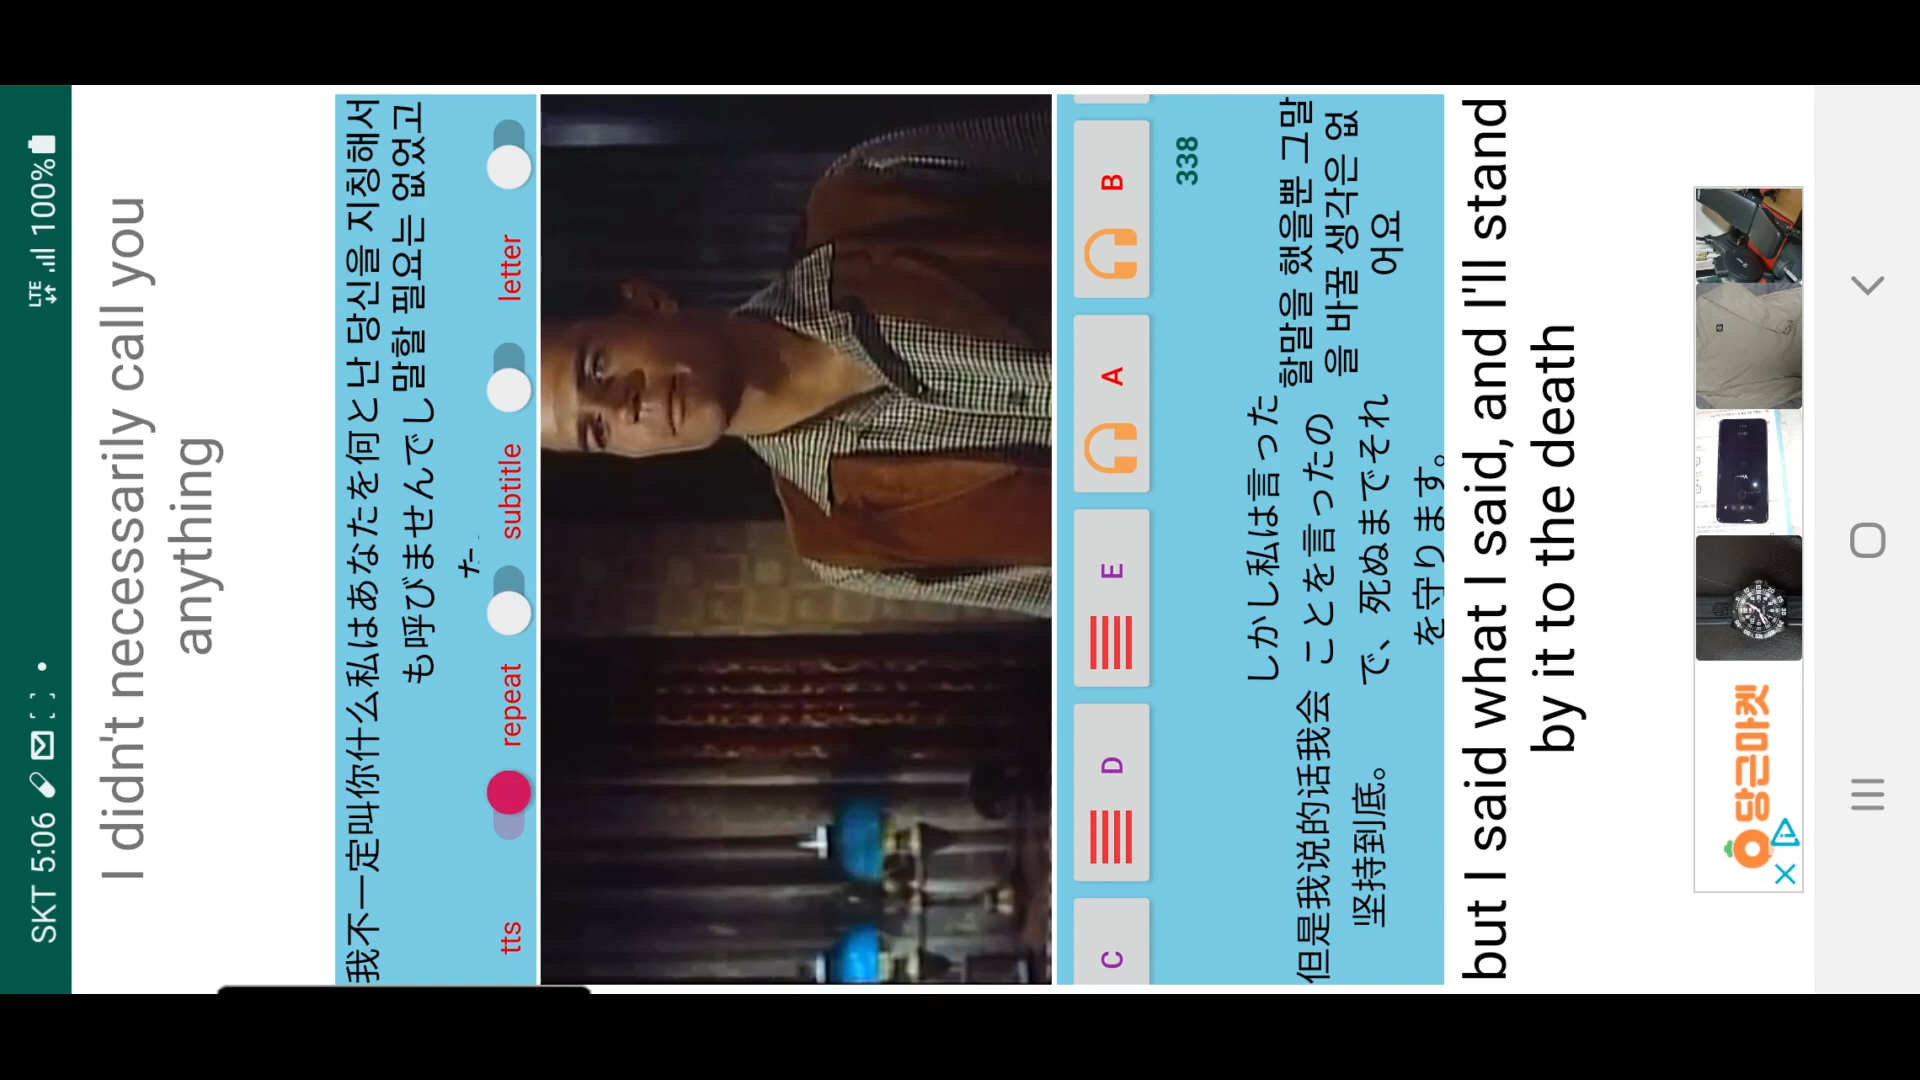 SKT 5:06
LTE
100%
I didn't necessarily call you
anything
我不一定叫你什么
私はあなたを何と
も呼びませんでし
た
난 당신을 지칭해서
말할 필요는 없었고
tts
repeat
subtitle
letter
C
D
E
A
B
338
但是我说的话我会
坚持到底。
しかし私は言った
ことを言ったの
で、死ぬまでそれ
を守ります。
할말을 했을뿐 그말
을 바꿀 생각은 없
어요
but I said what I said, and I'll stand
by it to the death
당근마켓